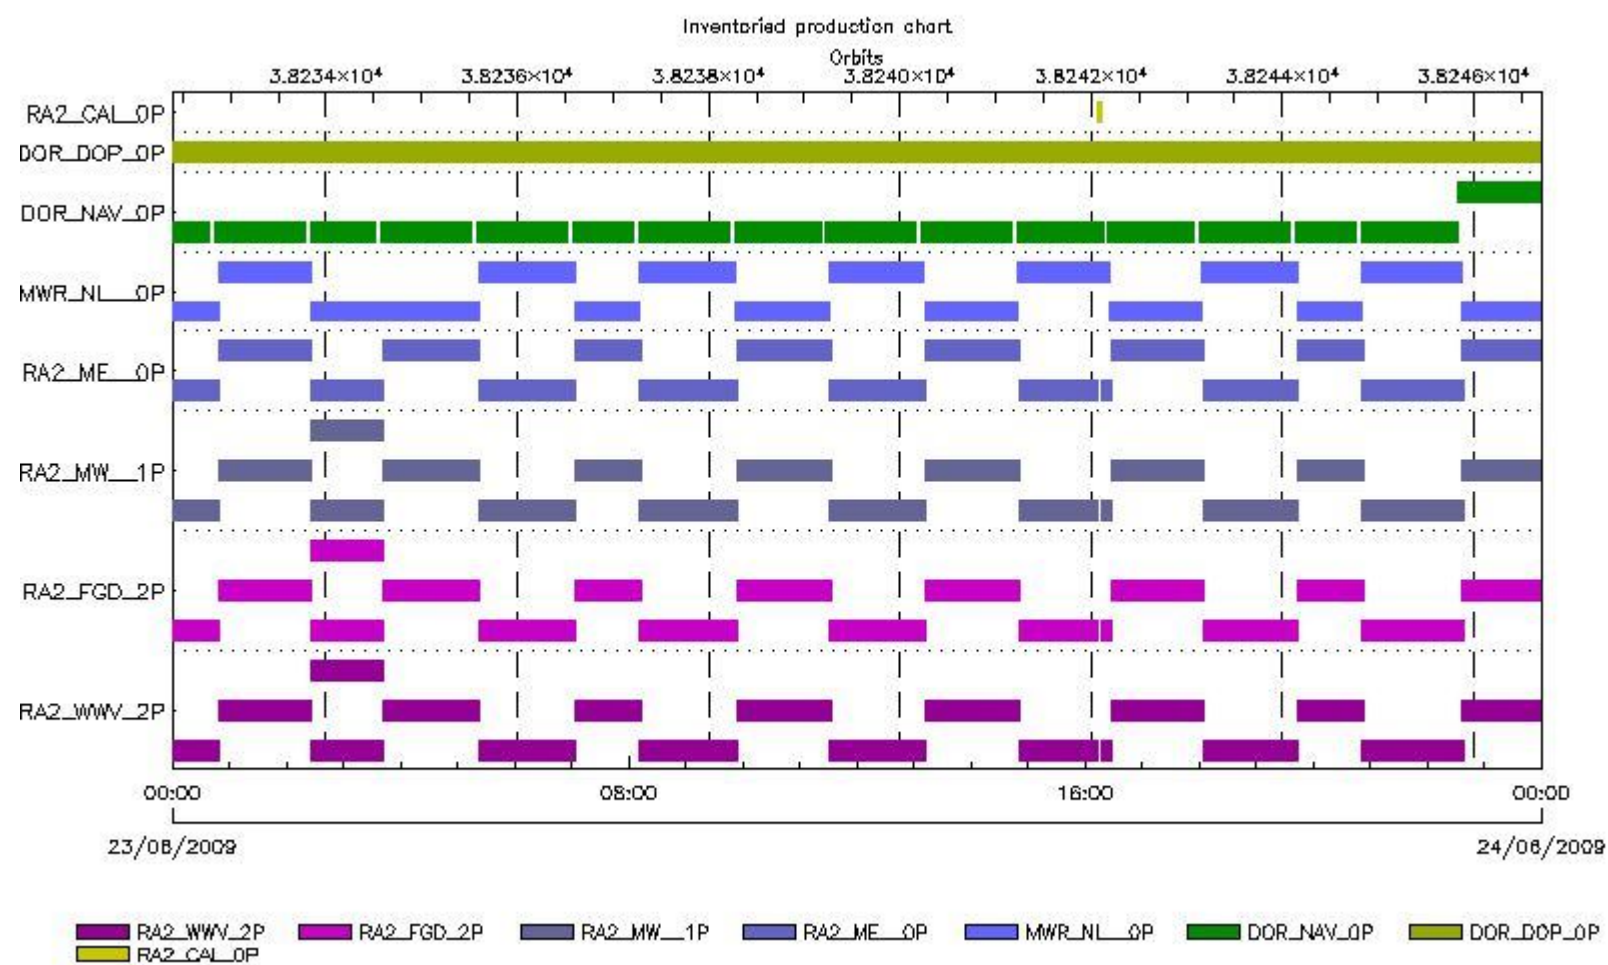 Inventoried production chart
Orbits
3.8234×10⁴ 3.8236×10⁴ 3.8238×10⁴ 3.8240×10⁴ 3.8242×10⁴ 3.8244×10⁴ 3.8246×10⁴
RA2_CAL_0P
DOR_DOP_0P
DOR_NAV_0P
MWR_NL__0P
RA2_ME__0P
RA2_MW__1P
RA2_FGD_2P
RA2_WWV_2P
00:00 08:00 16:00 00:00
23/06/2009 24/06/2009
RA2_WWV_2P RA2_FGD_2P RA2_MW__1P RA2_ME__0P MWR_NL__0P DOR_NAV_0P DOR_DOP_0P
RA2_CAL_0P